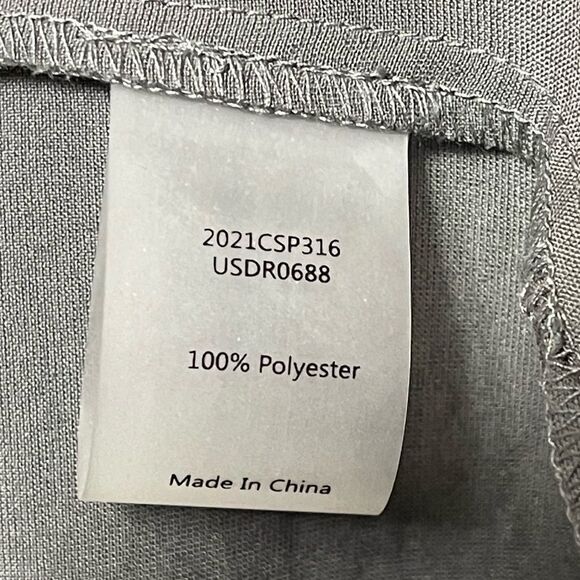 2021CSP316
USDR0688
100% Polyester
Made In China